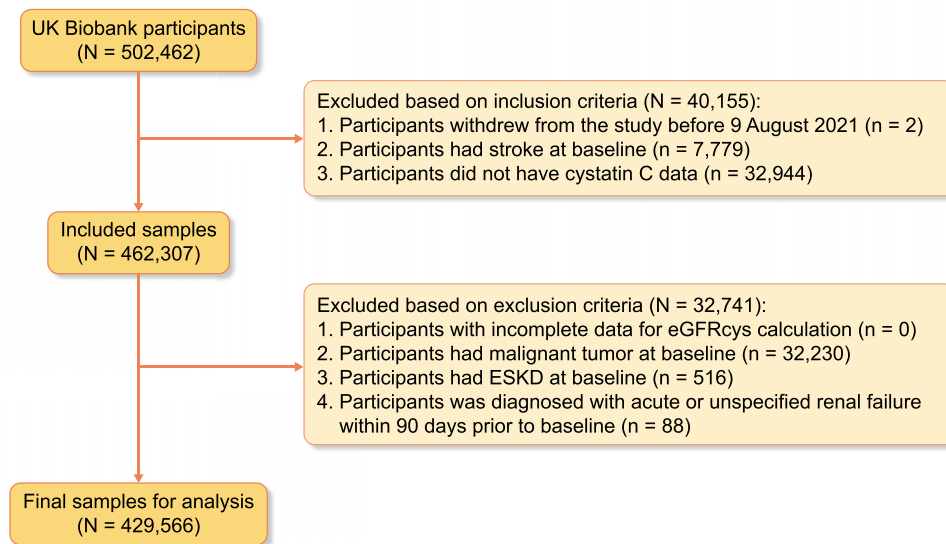 UK Biobank participants
(N = 502,462)
Excluded based on inclusion criteria (N = 40,155):
1. Participants withdrew from the study before 9 August 2021 (n = 2)
2. Participants had stroke at baseline (n = 7,779)
3. Participants did not have cystatin C data (n = 32,944)
Included samples
(N = 462,307)
Excluded based on exclusion criteria (N = 32,741):
1. Participants with incomplete data for eGFRcys calculation (n = 0)
2. Participants had malignant tumor at baseline (n = 32,230)
3. Participants had ESKD at baseline (n = 516)
4. Participants was diagnosed with acute or unspecified renal failure
within 90 days prior to baseline (n = 88)
Final samples for analysis
(N = 429,566)